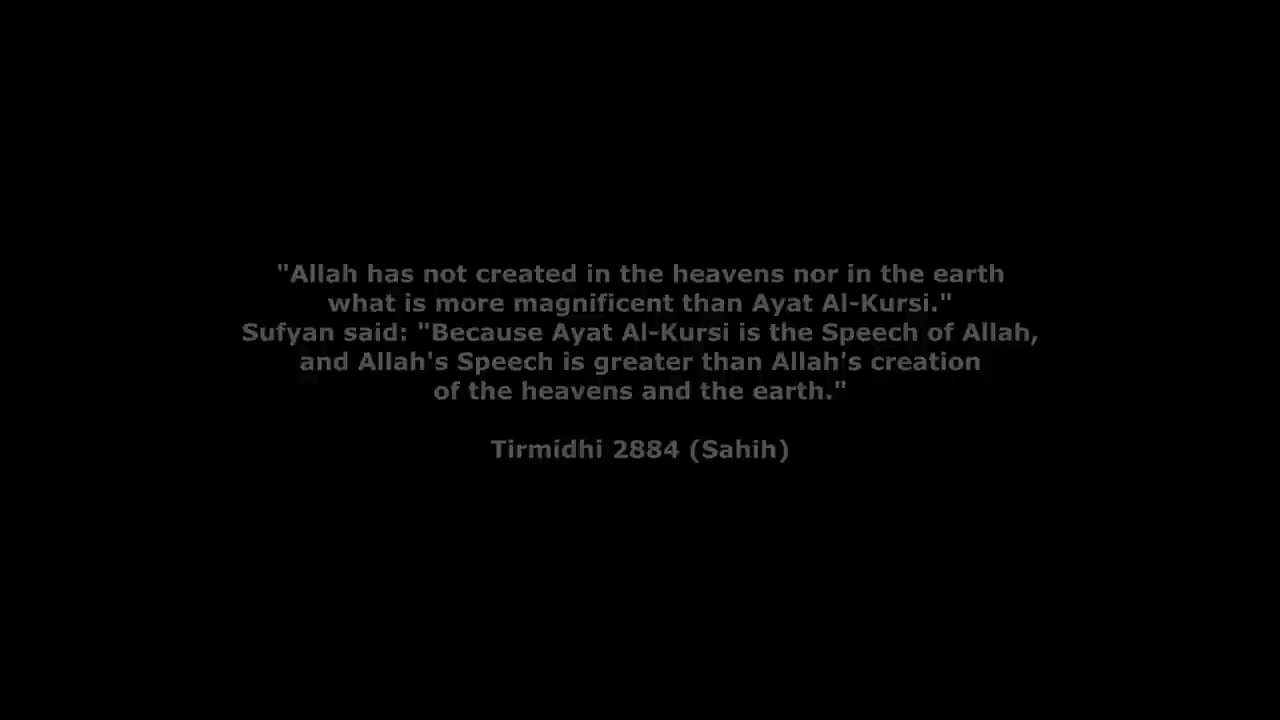 "Allah has not created in the heavens nor in the earth
what is more magnificent than Ayat Al-Kursi."
Sufyan said: "Because Ayat Al-Kursi is the Speech of Allah,
and Allah's Speech is greater than Allah's creation
of the heavens and the earth."
Tirmidhi 2884 (Sahih)